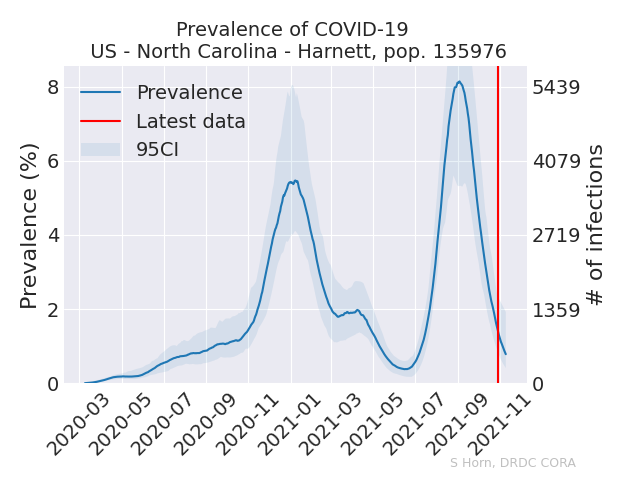 Prevalence of COVID-19
US - North Carolina - Harnett, pop. 135976
Prevalence
Latest data
95CI
Prevalence (%)
8
6
4
2
0
5439
4079
2719
1359
0
# of infections
2020-03
2020-05
2020-07
2020-09
2020-11
2021-01
2021-03
2021-05
2021-07
2021-09
2021-11
S Horn, DRDC CORA